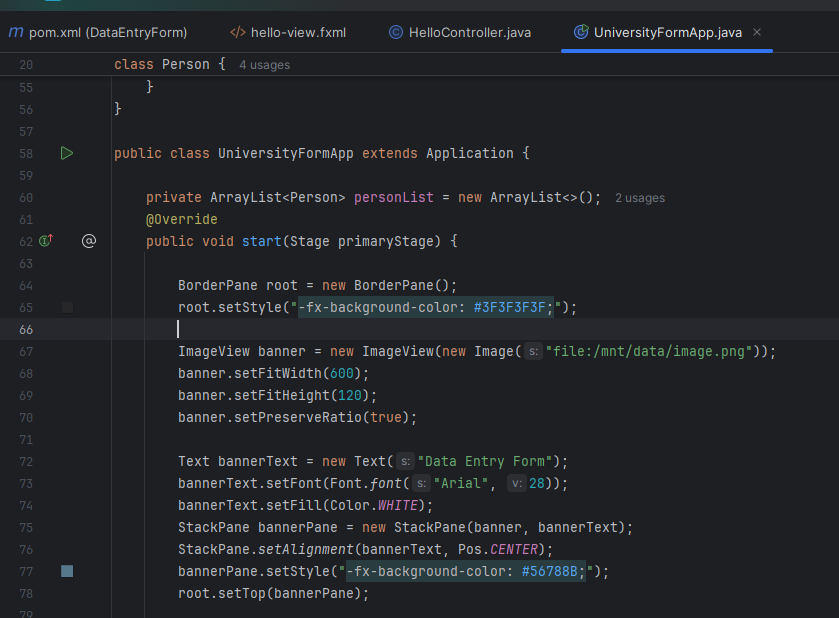 pom.xml (DataEntryForm) hello-view.fxml HelloController.java UniversityFormApp.java
20 class Person { 4 usages
55 }
56 }
57
58 public class UniversityFormApp extends Application {
59
60 private ArrayList<Person> personList = new ArrayList<>(); 2 usages
61 @Override
62 public void start(Stage primaryStage) {
63
64 BorderPane root = new BorderPane();
65 root.setStyle("-fx-background-color: #3F3F3F3F;");
66
67 ImageView banner = new ImageView(new Image( s: "file:/mnt/data/image.png"));
68 banner.setFitWidth(600);
69 banner.setFitHeight(120);
70 banner.setPreserveRatio(true);
71
72 Text bannerText = new Text( s: "Data Entry Form");
73 bannerText.setFont(Font.font( s: "Arial", v: 28));
74 bannerText.setFill(Color.WHITE);
75 StackPane bannerPane = new StackPane(banner, bannerText);
76 StackPane.setAlignment(bannerText, Pos.CENTER);
77 bannerPane.setStyle("-fx-background-color: #56788B;");
78 root.setTop(bannerPane);
79